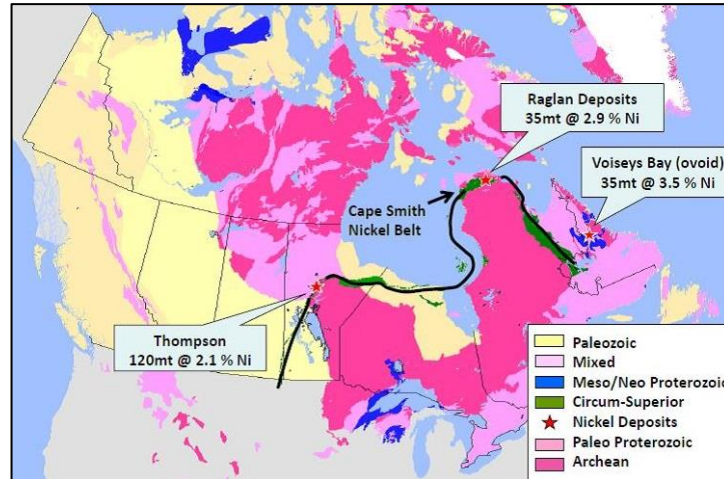 Raglan Deposits
35mt @ 2.9 % Ni
Voiseys Bay (ovoid)
35mt @ 3.5 % Ni
Cape Smith
Nickel Belt
Thompson
120mt @ 2.1 % Ni
Paleozoic
Mixed
Meso/Neo Proterozoic
Circum-Superior
Nickel Deposits
Paleo Proterozoic
Archean